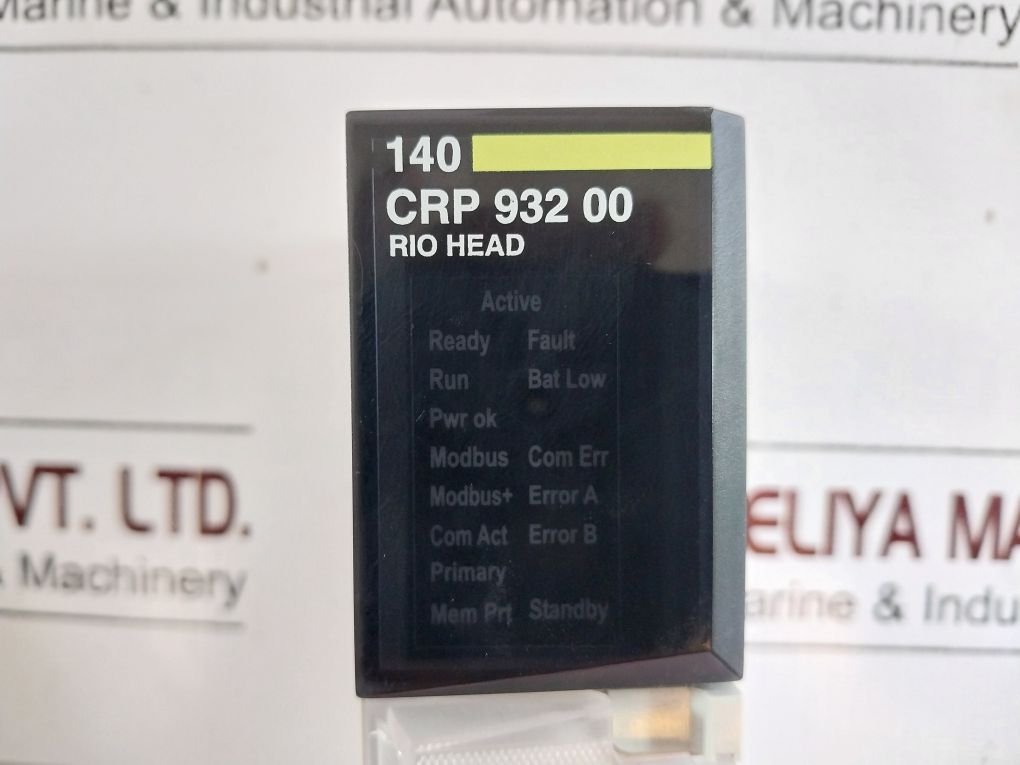 Marine & Industrial Automation & Machinery
140
CRP 932 00
RIO HEAD
Active
Ready Fault
Run Bat Low
Pwr ok
Modbus Com Err
Modbus+ Error A
Com Act Error B
Primary
Mem Prt Standby
VT. LTD.
& Machinery
ELIYA MA
arine & Indu